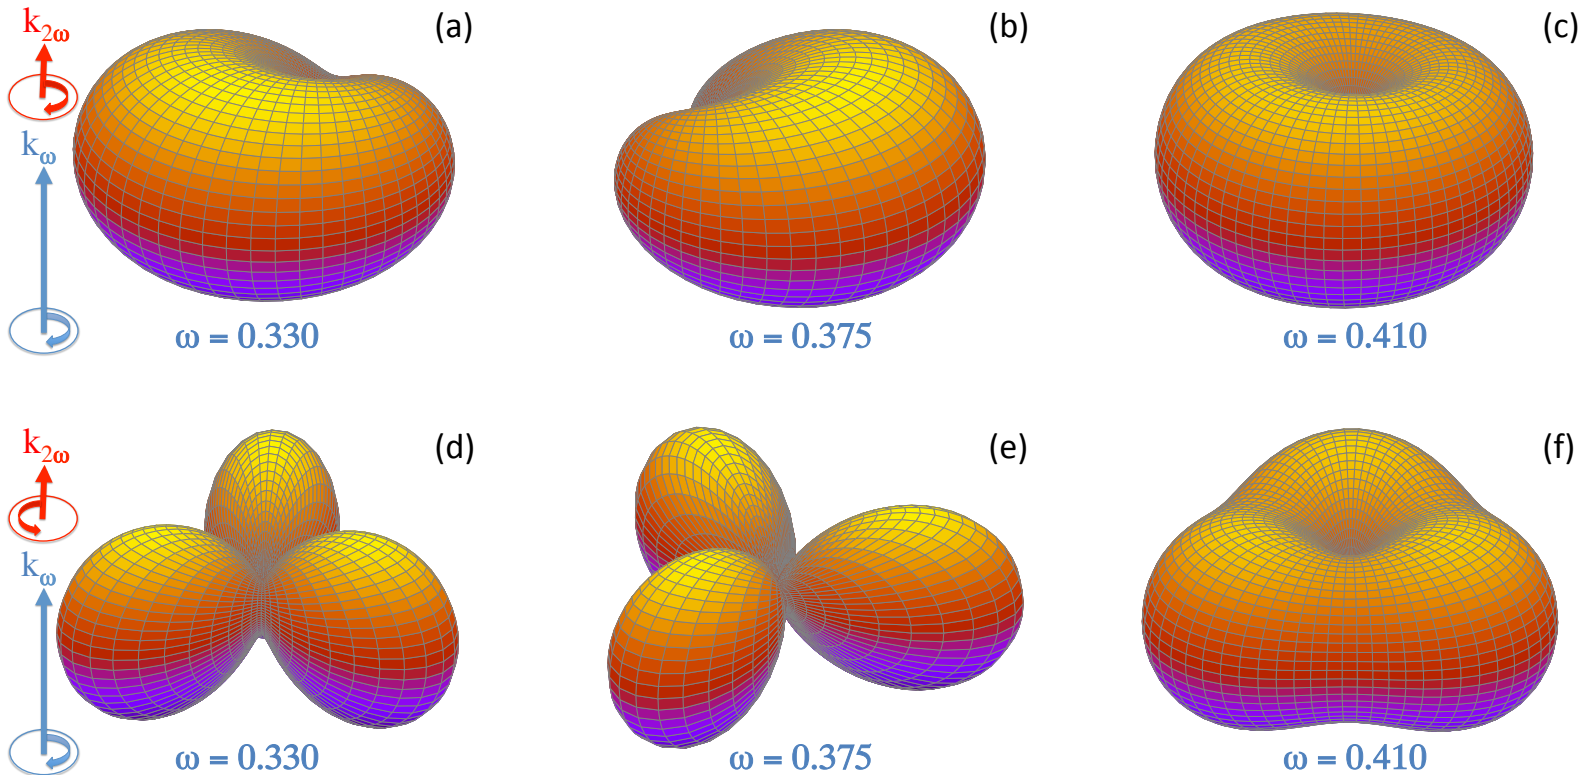 k2ω
(a)
(b)
(c)
kω
ω = 0.330
ω = 0.375
ω = 0.410
k2ω
(d)
(e)
(f)
kω
ω = 0.330
ω = 0.375
ω = 0.410